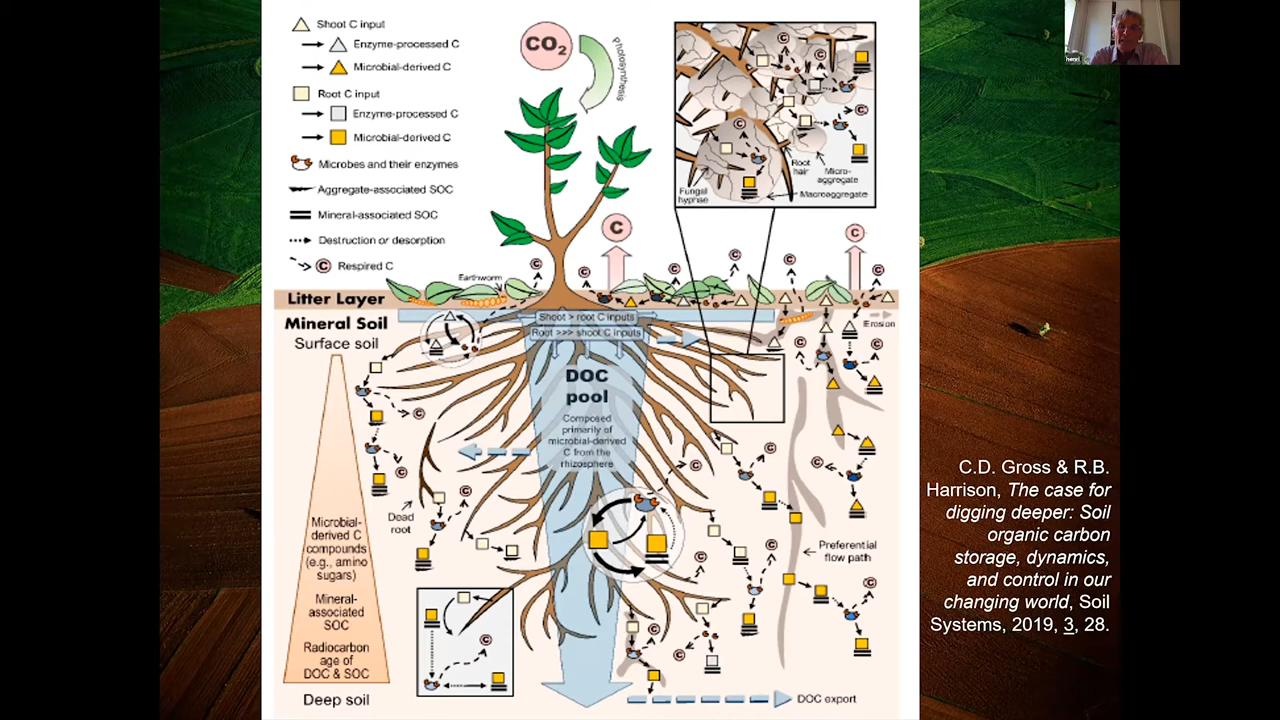 Shoot C input
Enzyme-processed C
Microbial-derived C
Root C input
Enzyme-processed C
Microbial-derived C
Microbes and their enzymes
Aggregate-associated SOC
Mineral-associated SOC
Destruction or desorption
C Respired C
CO2
Photosynthesis
C
C
C
C
C
Root
hair
Micro-
aggregate
Fungal
hyphae
Macroaggregate
C
C
C
C
C
C
C
C
C
Earthworm
Litter Layer
Mineral Soil
Surface soil
Shoot > root C inputs
Root >>> shoot C inputs
Erosion
C
C
DOC
pool
Composed
primarily of
microbial-derived
C from the
rhizosphere
C
C
C
C
C
C
Dead
root
Microbial-
derived C
compounds
(e.g., amino
sugars)
Mineral-
associated
SOC
Radiocarbon
age of
DOC & SOC
Deep soil
C
C
C
C
C
Preferential
flow path
DOC export
C.D. Gross & R.B.
Harrison, The case for
digging deeper: Soil
organic carbon
storage, dynamics,
and control in our
changing world, Soil
Systems, 2019, 3, 28.